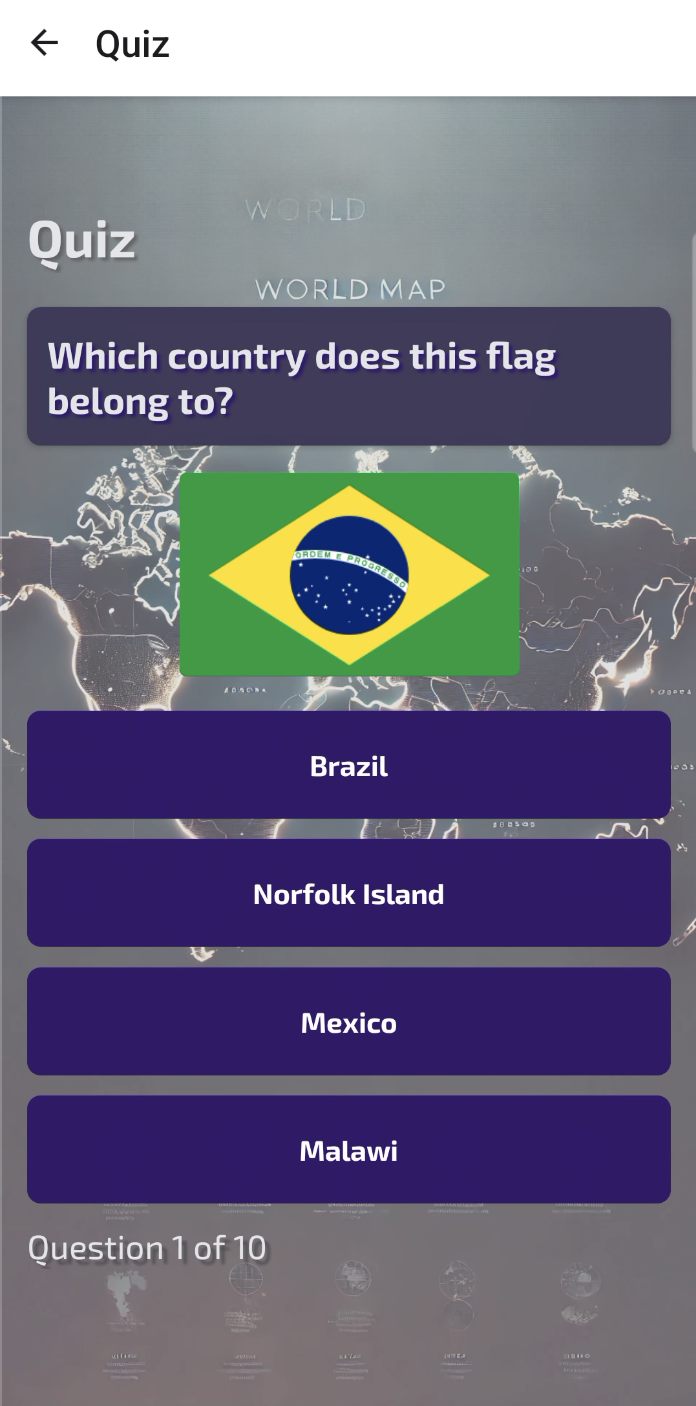 Quiz
WORLD
Quiz
WORLD MAP
Which country does this flag
belong to?
ORDEM E PROGRESSO
Brazil
Norfolk Island
Mexico
Malawi
Question 1 of 10